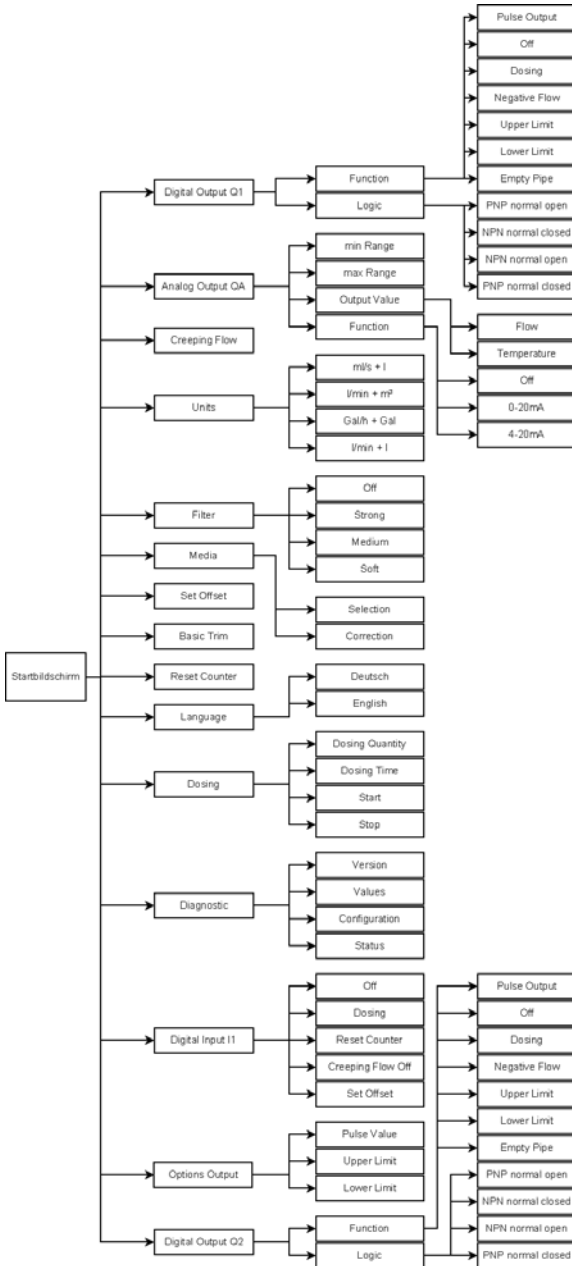 Startbildschirm
Digital Output Q1
Function
Pulse Output
Off
Dosing
Negative Flow
Upper Limit
Lower Limit
Empty Pipe
Logic
PNP normal open
NPN normal closed
NPN normal open
PNP normal closed
Analog Output QA
min Range
max Range
Output Value
Flow
Temperature
Function
Off
0-20mA
4-20mA
Creeping Flow
Units
ml/s + l
l/min + m³
Gal/h + Gal
l/min + l
Filter
Off
Strong
Medium
Soft
Media
Selection
Correction
Set Offset
Basic Trim
Reset Counter
Language
Deutsch
English
Dosing
Dosing Quantity
Dosing Time
Start
Stop
Diagnostic
Version
Values
Configuration
Status
Digital Input I1
Off
Dosing
Reset Counter
Creeping Flow Off
Set Offset
Options Output
Pulse Value
Upper Limit
Lower Limit
Digital Output Q2
Function
Pulse Output
Off
Dosing
Negative Flow
Upper Limit
Lower Limit
Empty Pipe
Logic
PNP normal open
NPN normal closed
NPN normal open
PNP normal closed